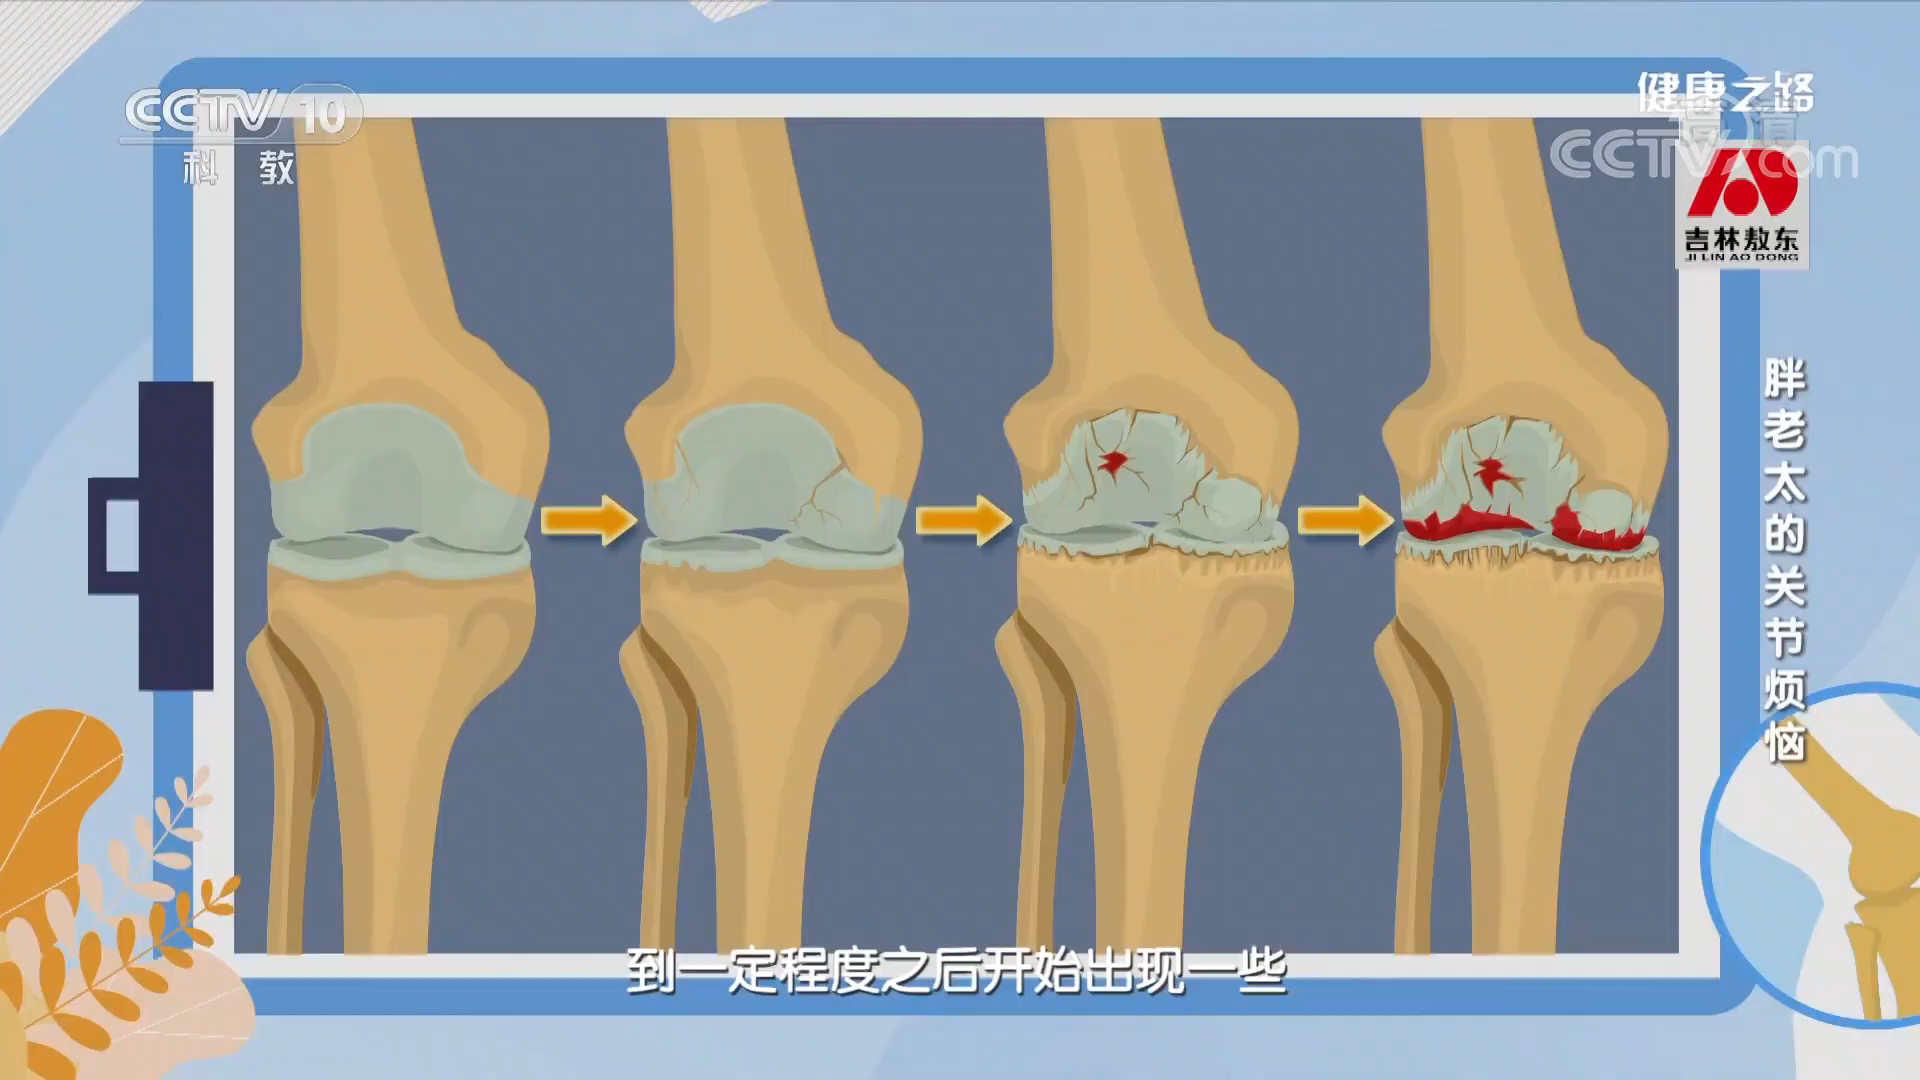 CCTV 10
科 教
健康之路
CCTV.com
吉林敖东
JI LIN AO DONG
胖老太的关节烦恼
到一定程度之后开始出现一些